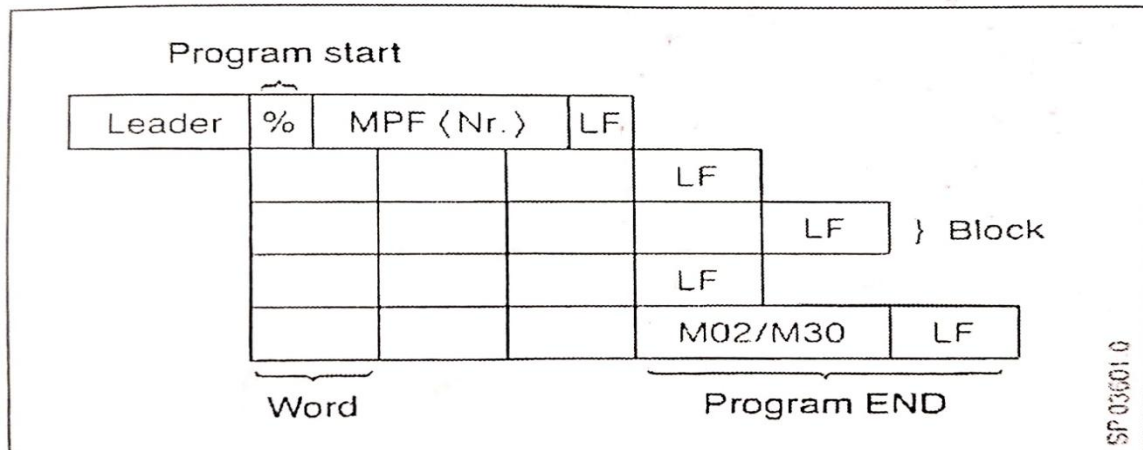 Program start
Leader % MPF ⟨Nr.⟩ LF
LF
LF } Block
LF
M02/M30 LF
Word Program END
SP 03601.0